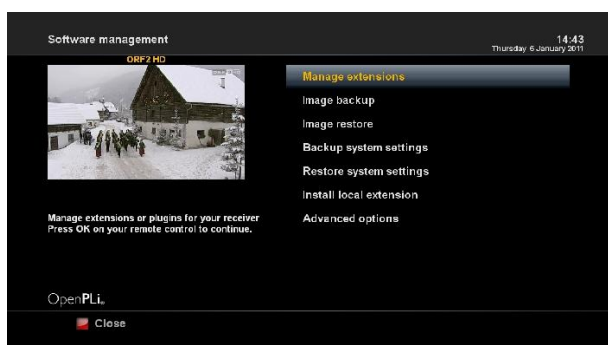 Software management
14:43
Thursday 6 January 2011
ORF2 HD
Manage extensions
Image backup
Image restore
Backup system settings
Restore system settings
Install local extension
Advanced options
Manage extensions or plugins for your receiver
Press OK on your remote control to continue.
OpenPLi®
Close